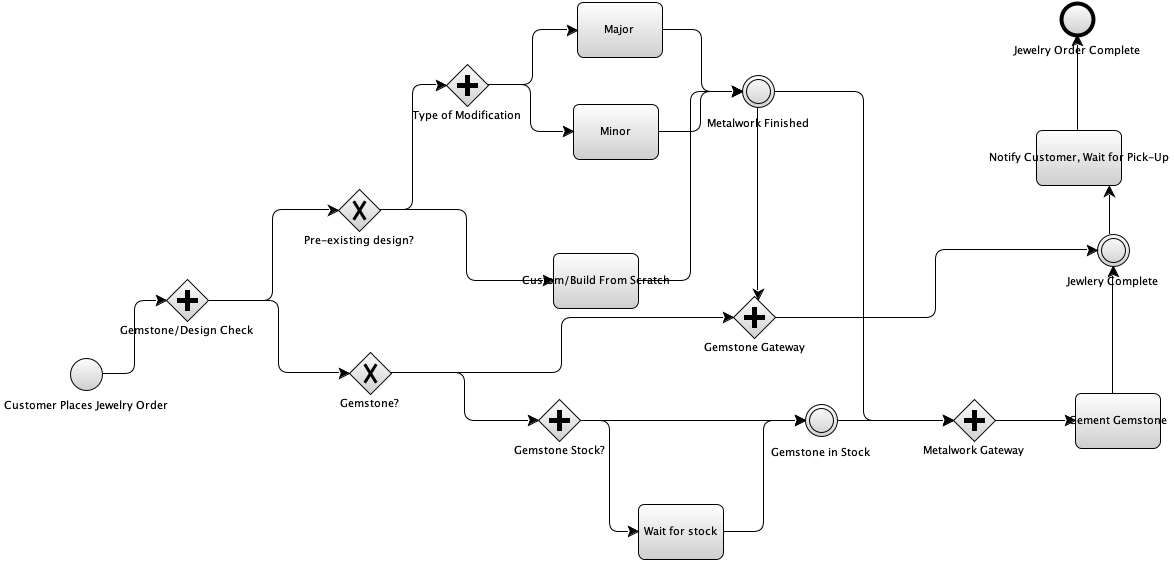 Major
Jewelry Order Complete
Type of Modification
Metalwork Finished
Minor
Notify Customer, Wait for Pick-Up
X
Pre-existing design?
Custom/Build From Scratch
Jewlery Complete
Gemstone/Design Check
Gemstone Gateway
X
Customer Places Jewelry Order
Gemstone?
Gemstone Stock?
Gemstone in Stock
Metalwork Gateway
Cement Gemstone
Wait for stock